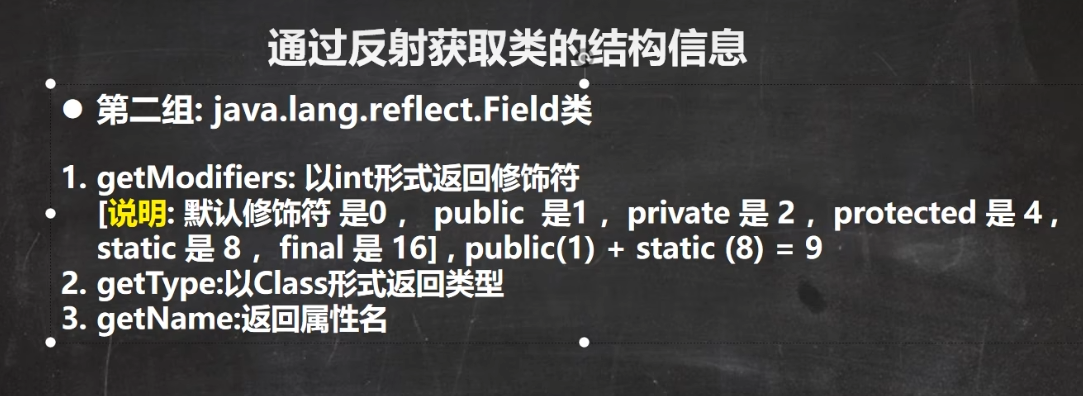 通过反射获取类的结构信息
● 第二组: java.lang.reflect.Field类
1. getModifiers: 以int形式返回修饰符
• [说明: 默认修饰符 是0 ， public 是1 ， private 是 2 ， protected 是 4 ,
static 是 8 ， final 是 16] , public(1) + static (8) = 9
2. getType:以Class形式返回类型
3. getName:返回属性名